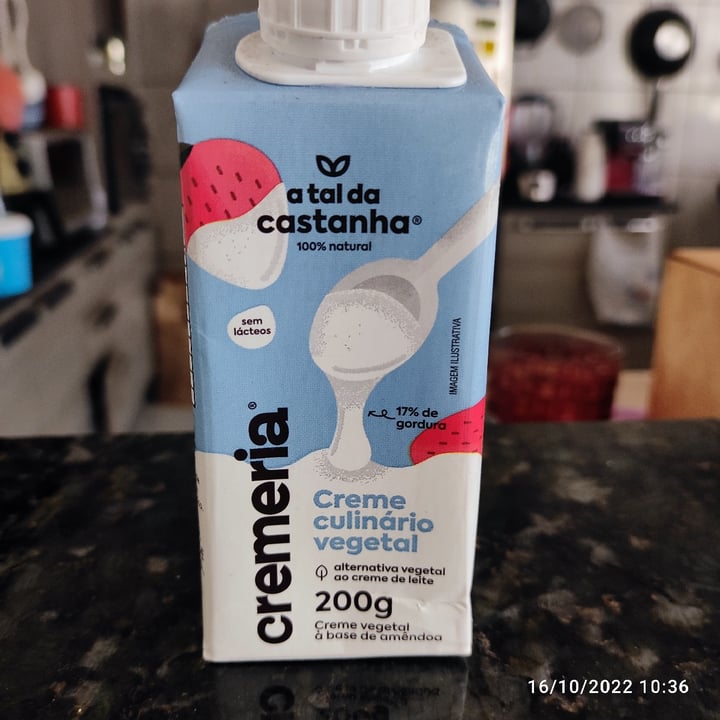 a tal da
castanha®
100% natural
sem
lácteos
IMAGEM ILUSTRATIVA
17% de
gordura
cremeria®
Creme
culinário
vegetal
alternativa vegetal
ao creme de leite
200g
Creme vegetal
à base de amêndoa
16/10/2022 10:36